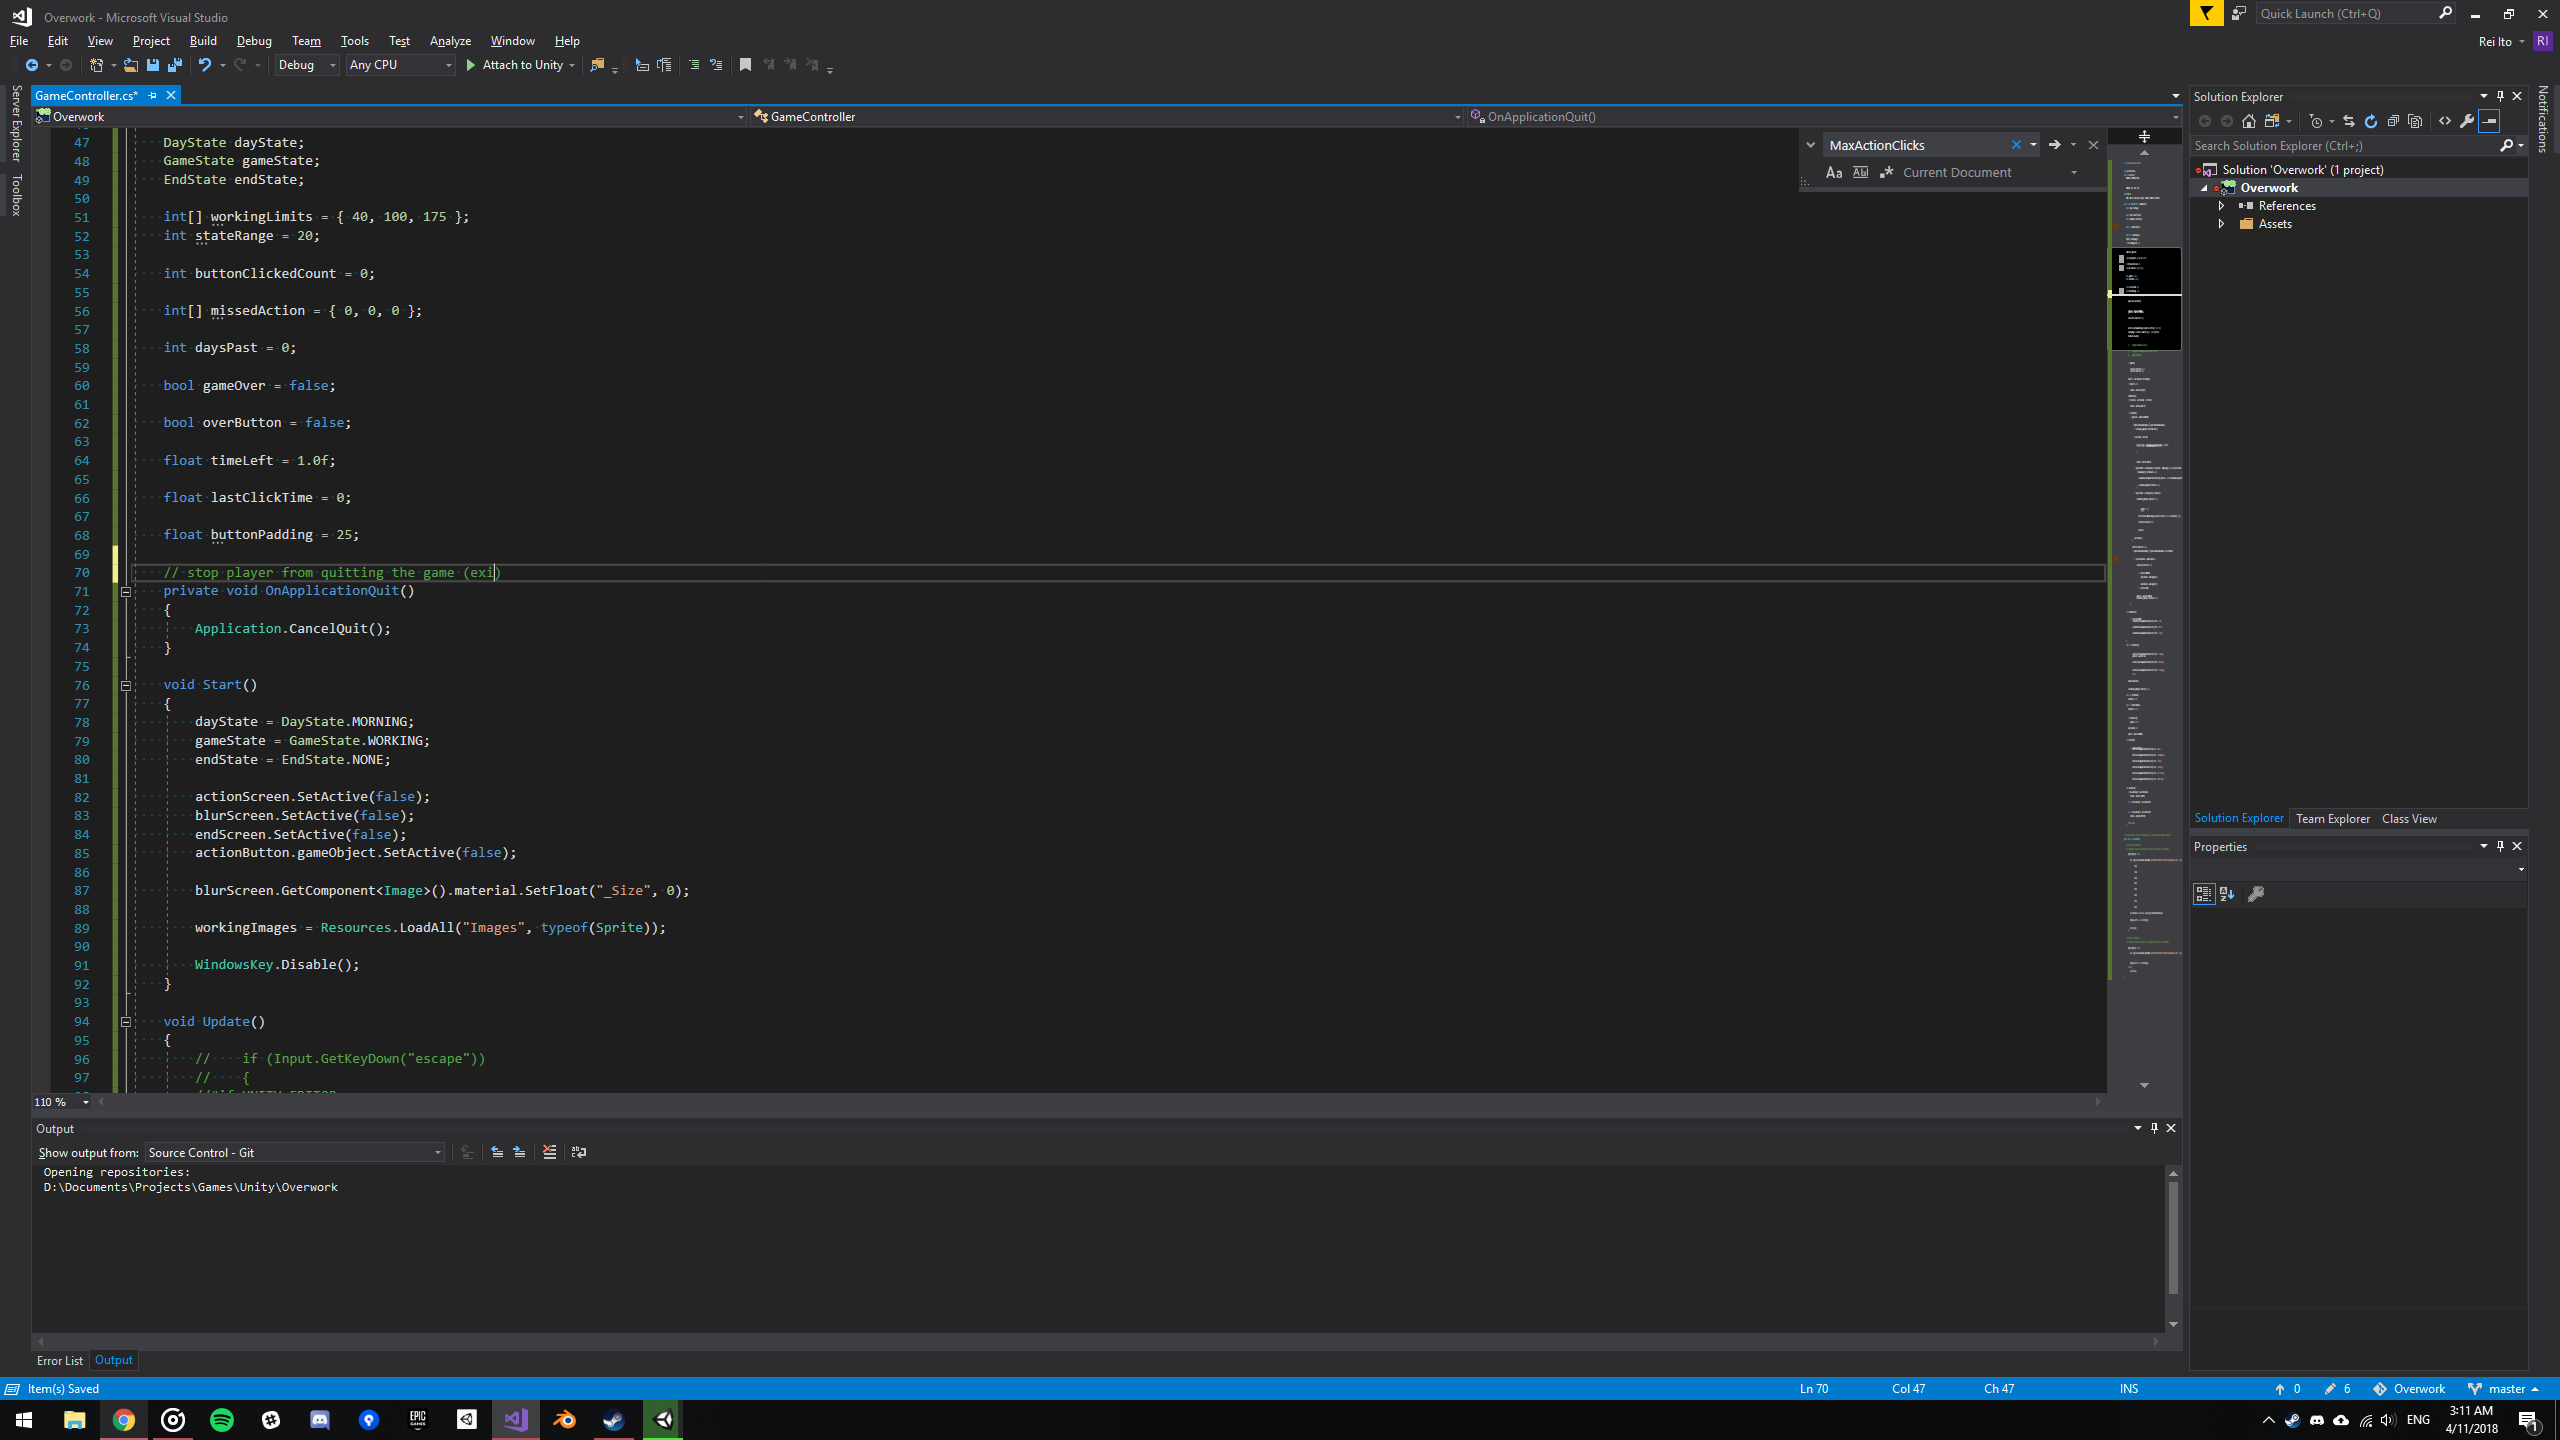 Overwork - Microsoft Visual Studio
Quick Launch (Ctrl+Q)
File Edit View Project Build Debug Team Tools Test Analyze Window Help
Rei Ito RI
Debug Any CPU Attach to Unity
Server Explorer
Toolbox
GameController.cs*
Overwork GameController OnApplicationQuit()
MaxActionClicks
Aa Ab Current Document
47 DayState dayState;
48 GameState gameState;
49 EndState endState;
50
51 int[] workingLimits = { 40, 100, 175 };
52 int stateRange = 20;
53
54 int buttonClickedCount = 0;
55
56 int[] missedAction = { 0, 0, 0 };
57
58 int daysPast = 0;
59
60 bool gameOver = false;
61
62 bool overButton = false;
63
64 float timeLeft = 1.0f;
65
66 float lastClickTime = 0;
67
68 float buttonPadding = 25;
69
70 // stop player from quitting the game (exi)
71 private void OnApplicationQuit()
72 {
73 Application.CancelQuit();
74 }
75
76 void Start()
77 {
78 dayState = DayState.MORNING;
79 gameState = GameState.WORKING;
80 endState = EndState.NONE;
81
82 actionScreen.SetActive(false);
83 blurScreen.SetActive(false);
84 endScreen.SetActive(false);
85 actionButton.gameObject.SetActive(false);
86
87 blurScreen.GetComponent<Image>().material.SetFloat("_Size", 0);
88
89 workingImages = Resources.LoadAll("Images", typeof(Sprite));
90
91 WindowsKey.Disable();
92 }
93
94 void Update()
95 {
96 // if (Input.GetKeyDown("escape"))
97 // {
110 %
Output
Show output from: Source Control - Git
Opening repositories:
D:\Documents\Projects\Games\Unity\Overwork
Error List Output
Solution Explorer
Search Solution Explorer (Ctrl+;)
Solution 'Overwork' (1 project)
Overwork
References
Assets
Solution Explorer Team Explorer Class View
Properties
Notifications
Item(s) Saved Ln 70 Col 47 Ch 47 INS 0 6 Overwork master
EPIC GAMES
ENG
3:11 AM
4/11/2018
1